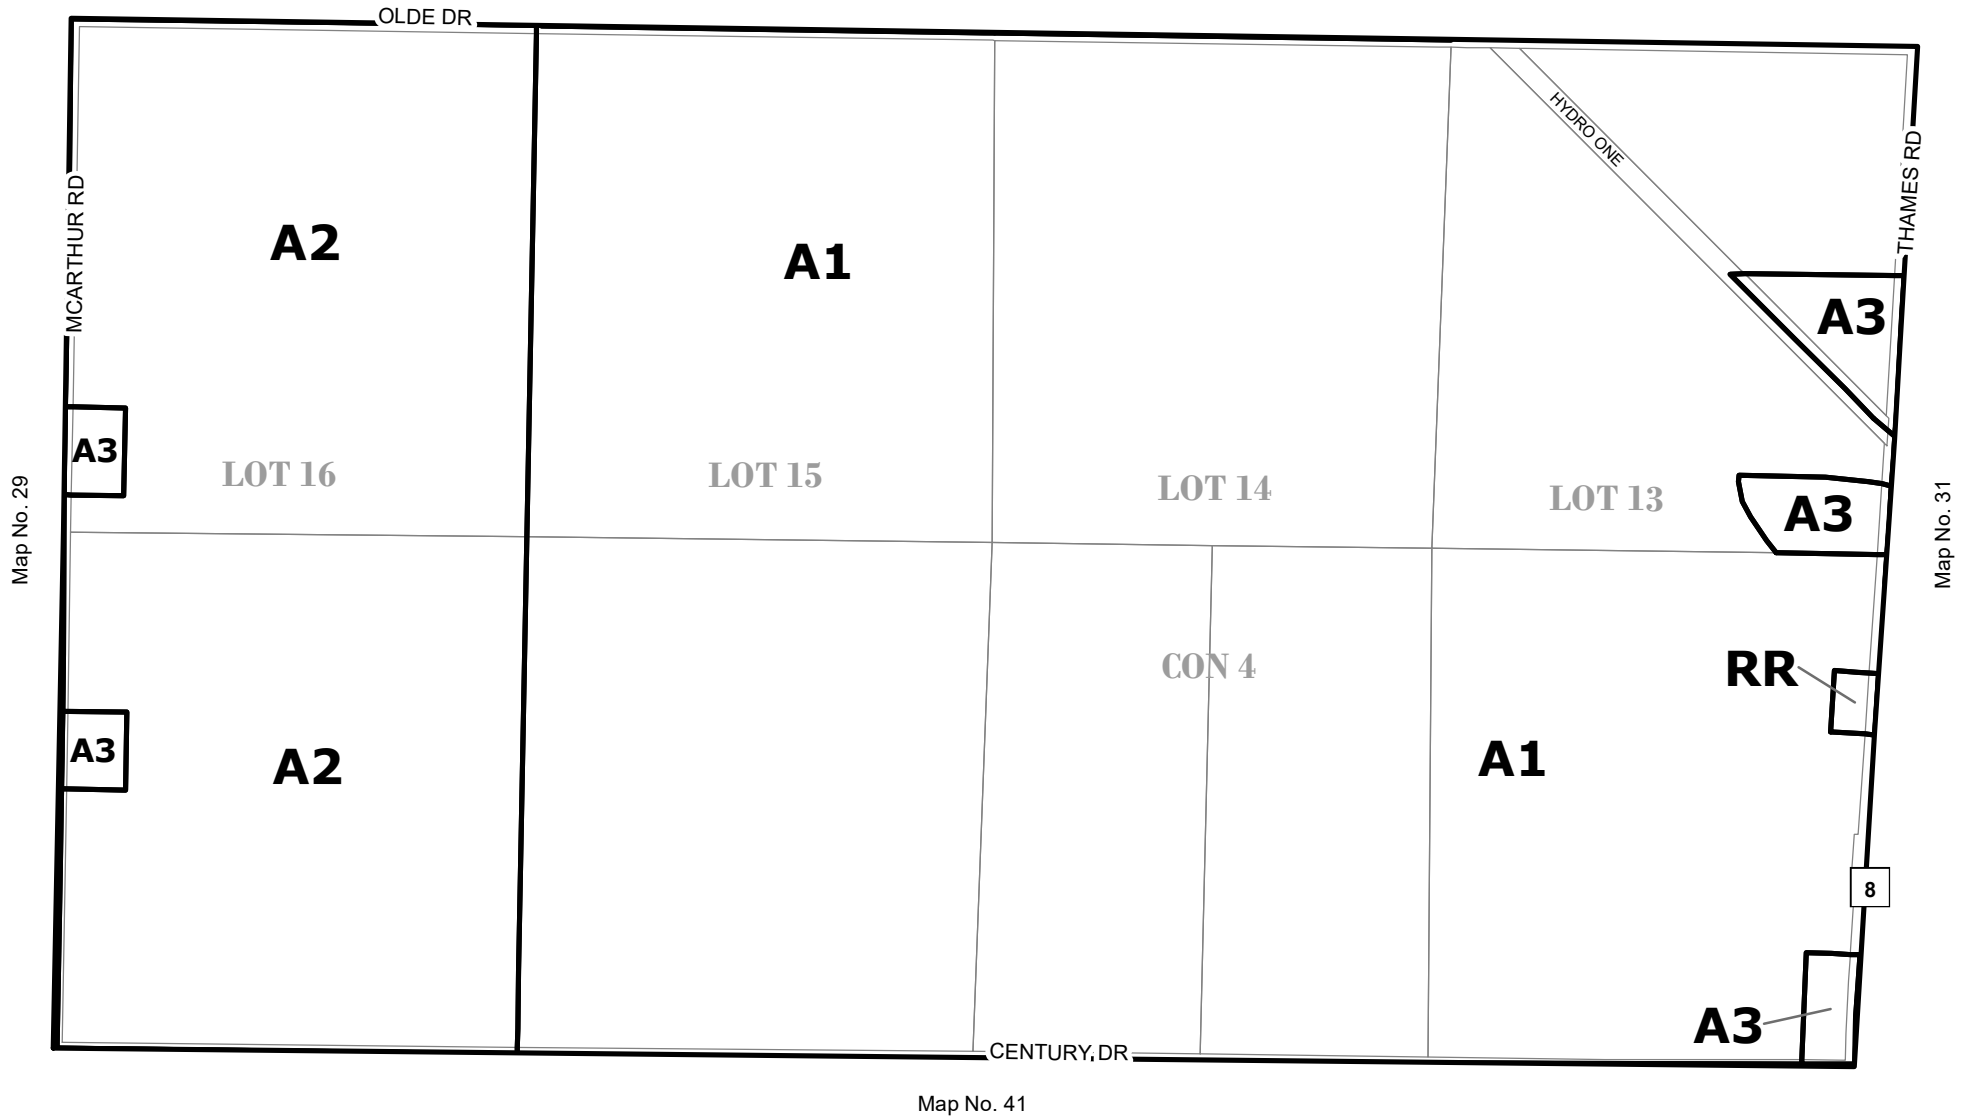 OLDE DR
HYDRO ONE
THAMES RD
MCARTHUR RD
A2
A1
A3
A3
LOT 16
LOT 15
LOT 14
LOT 13
A3
Map No. 29
Map No. 31
CON 4
RR
A3
A2
A1
8
A3
CENTURY DR
Map No. 41